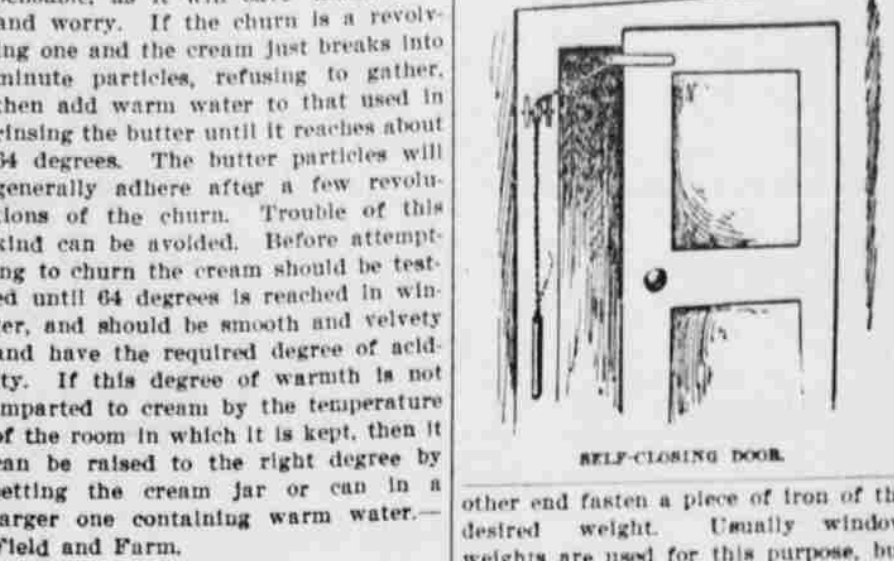 and worry. If the churn is a revolv-
ing one and the cream just breaks into
minute particles, refusing to gather,
then add warm water to that used in
rinsing the butter until it reaches about
64 degrees. The butter particles will
generally adhere after a few revolu-
tions of the churn. Trouble of this
kind can be avoided. Before attempt-
ing to churn the cream should be test-
ed until 64 degrees is reached in win-
ter, and should be smooth and velvety
and have the required degree of acid-
ity. If this degree of warmth is not
imparted to cream by the temperature
of the room in which it is kept, then it
can be raised to the right degree by
setting the cream jar or can in a
larger one containing warm water.—
Field and Farm.
SELF-CLOSING DOOR.
other end fasten a piece of iron of th
desired weight. Usually window
weights are used for this purpose, bu